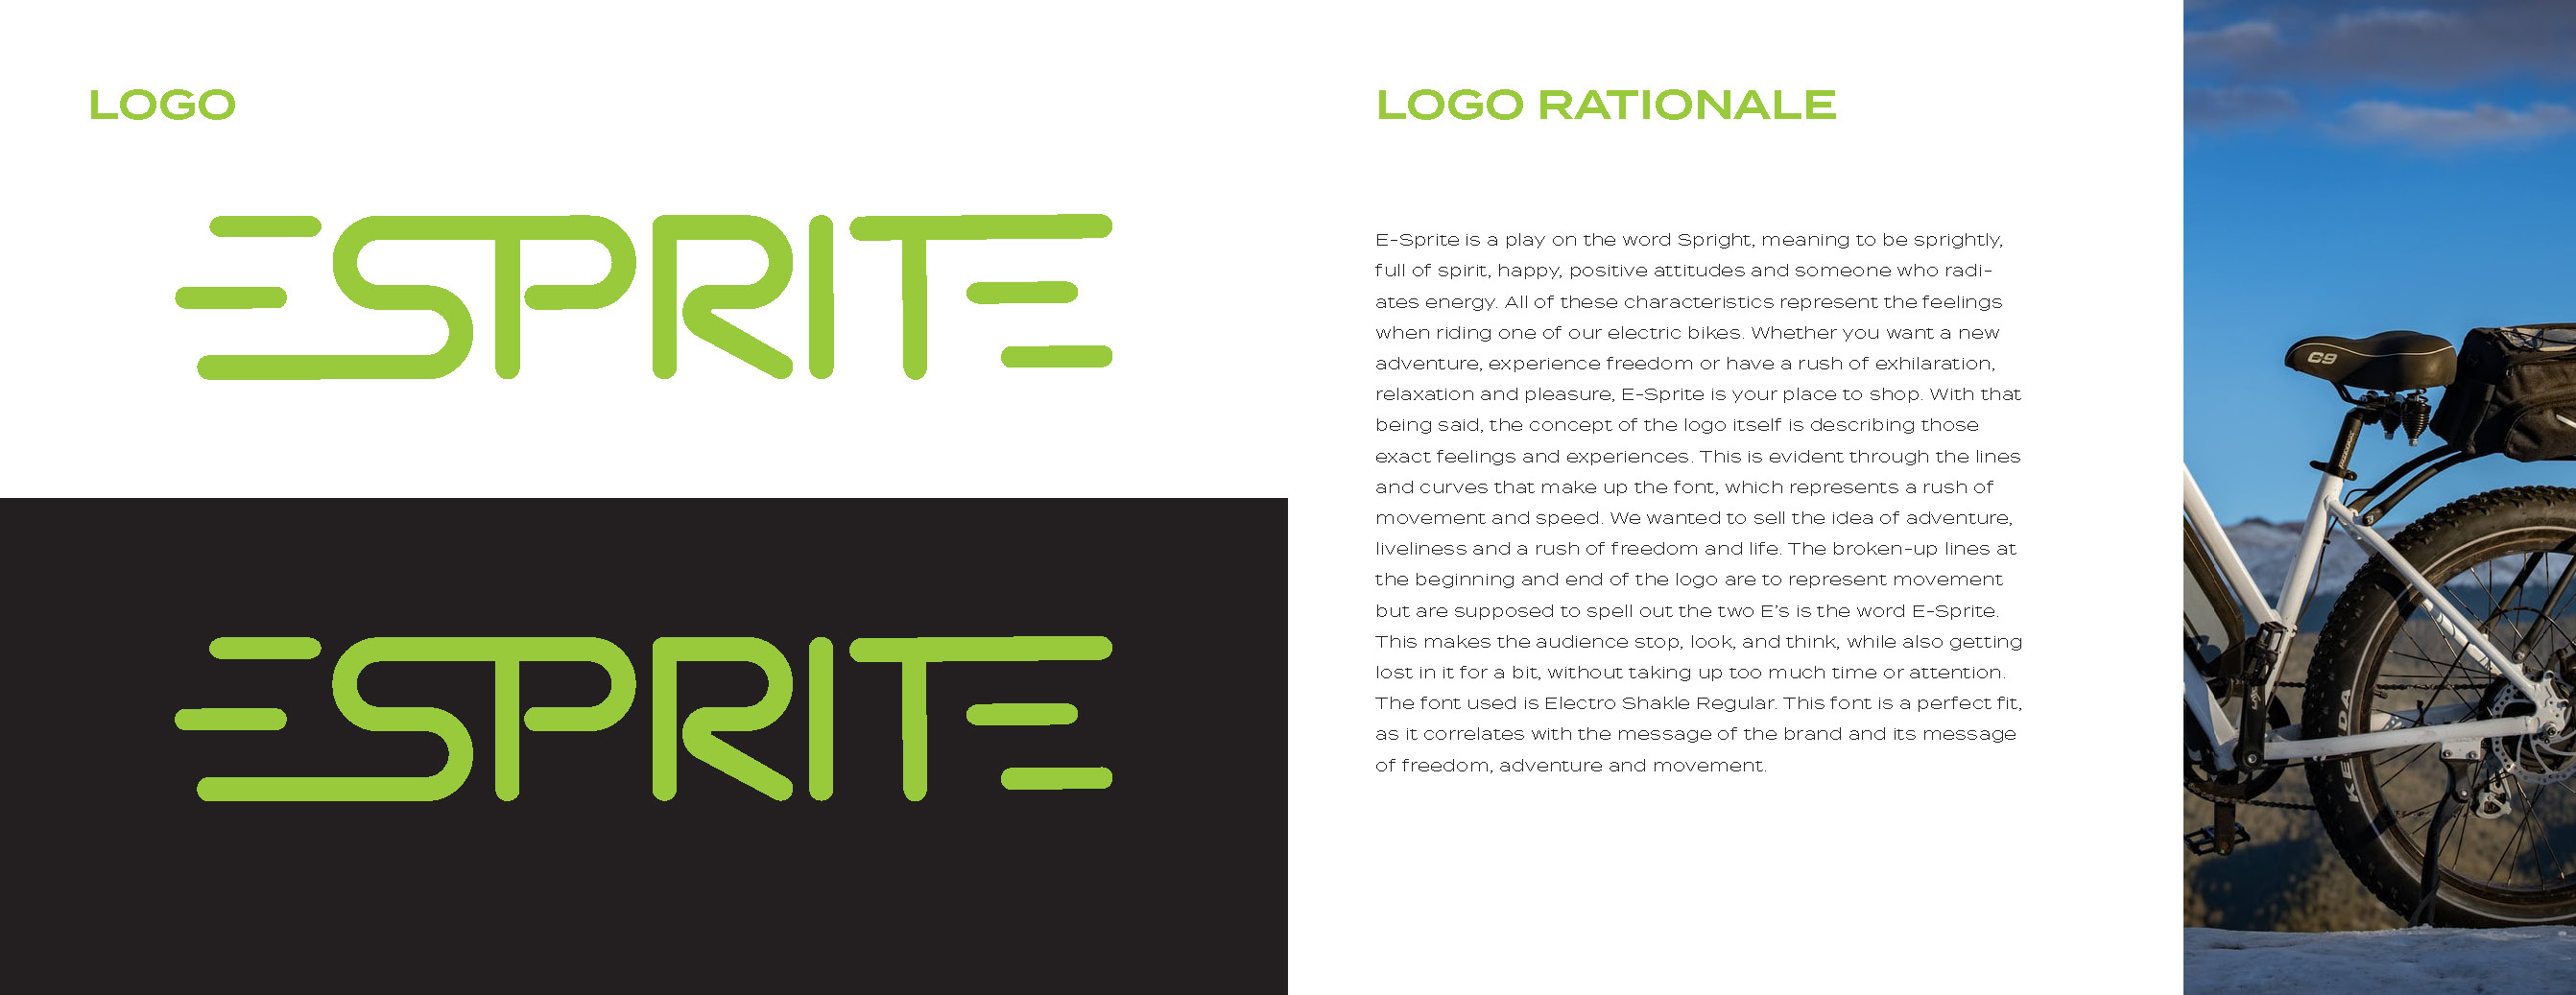 LOGO
ESPRITE
ESPRITE
LOGO RATIONALE
E-Sprite is a play on the word Spright, meaning to be sprightly,
full of spirit, happy, positive attitudes and someone who radi-
ates energy. All of these characteristics represent the feelings
when riding one of our electric bikes. Whether you want a new
adventure, experience freedom or have a rush of exhilaration,
relaxation and pleasure, E-Sprite is your place to shop. With that
being said, the concept of the logo itself is describing those
exact feelings and experiences. This is evident through the lines
and curves that make up the font, which represents a rush of
movement and speed. We wanted to sell the idea of adventure,
liveliness and a rush of freedom and life. The broken-up lines at
the beginning and end of the logo are to represent movement
but are supposed to spell out the two E's is the word E-Sprite.
This makes the audience stop, look, and think, while also getting
lost in it for a bit, without taking up too much time or attention.
The font used is Electro Shakle Regular. This font is a perfect fit,
as it correlates with the message of the brand and its message
of freedom, adventure and movement.
C9
KENDA